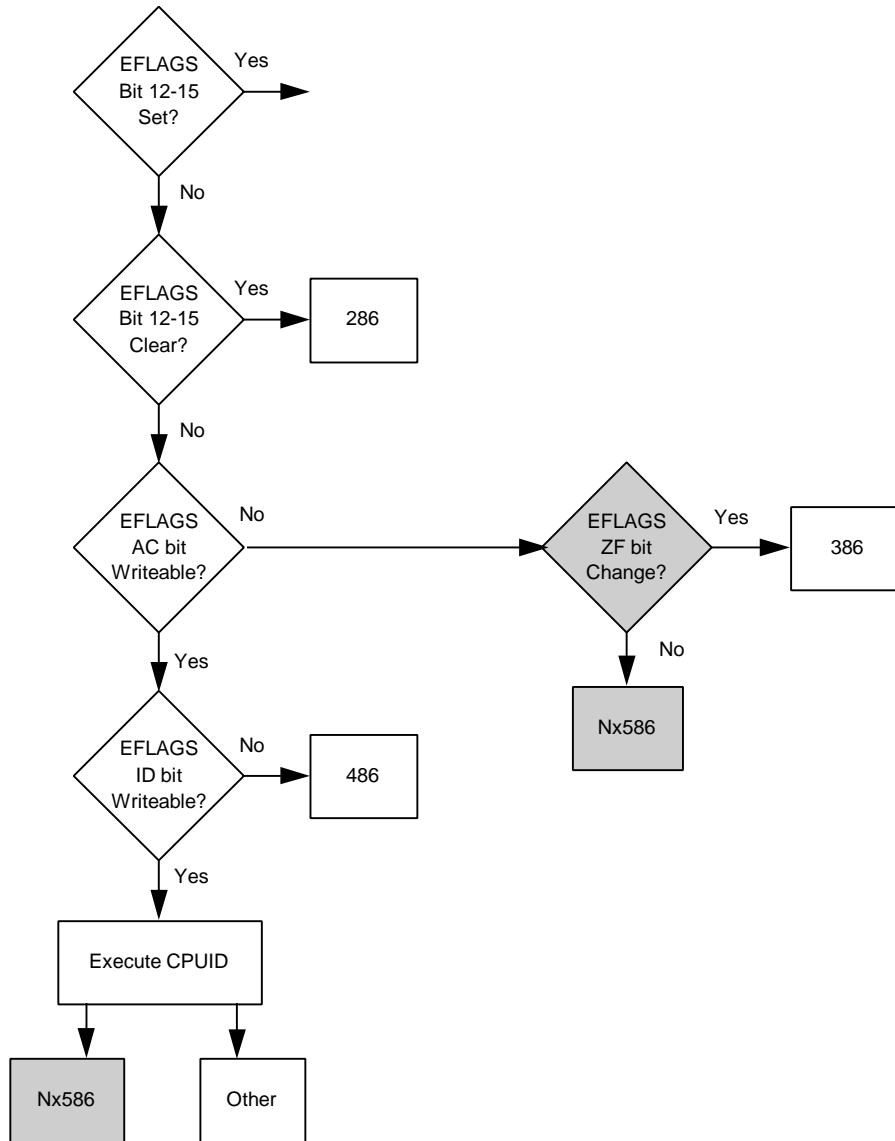 EFLAGS
Bit 12-15
Set?
Yes
No
EFLAGS
Bit 12-15
Clear?
Yes
286
No
EFLAGS
AC bit
Writeable?
No
EFLAGS
ZF bit
Change?
Yes
386
No
Nx586
Yes
EFLAGS
ID bit
Writeable?
No
486
Yes
Execute CPUID
Nx586
Other